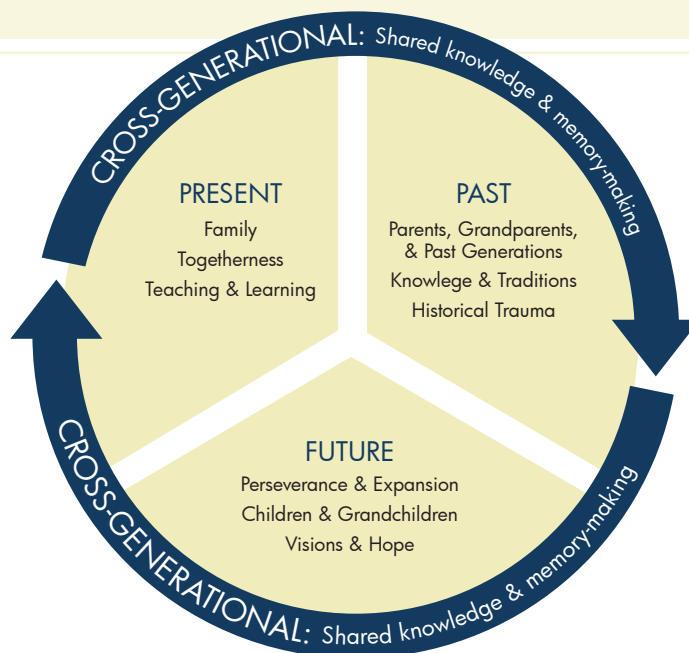 CROSS-GENERATIONAL: Shared knowledge & memory-making
PRESENT
Family
Togetherness
Teaching & Learning
PAST
Parents, Grandparents,
& Past Generations
Knowlege & Traditions
Historical Trauma
FUTURE
Perseverance & Expansion
Children & Grandchildren
Visions & Hope
CROSS-GENERATIONAL: Shared knowledge & memory-making